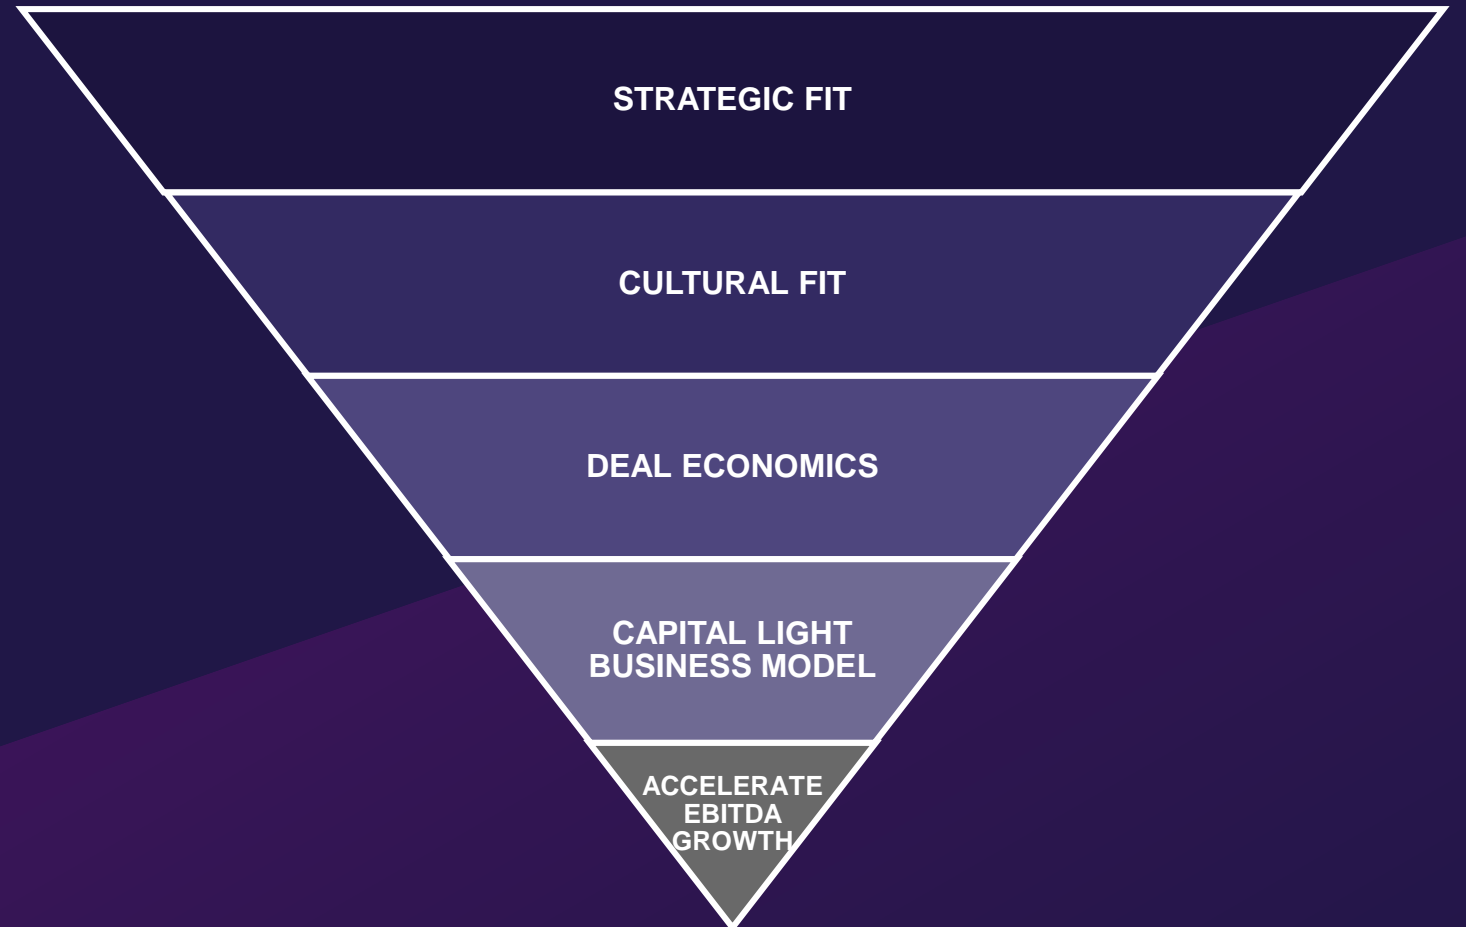 STRATEGIC FIT
CULTURAL FIT
DEAL ECONOMICS
CAPITAL LIGHT
BUSINESS MODEL
ACCELERATE
EBITDA
GROWTH